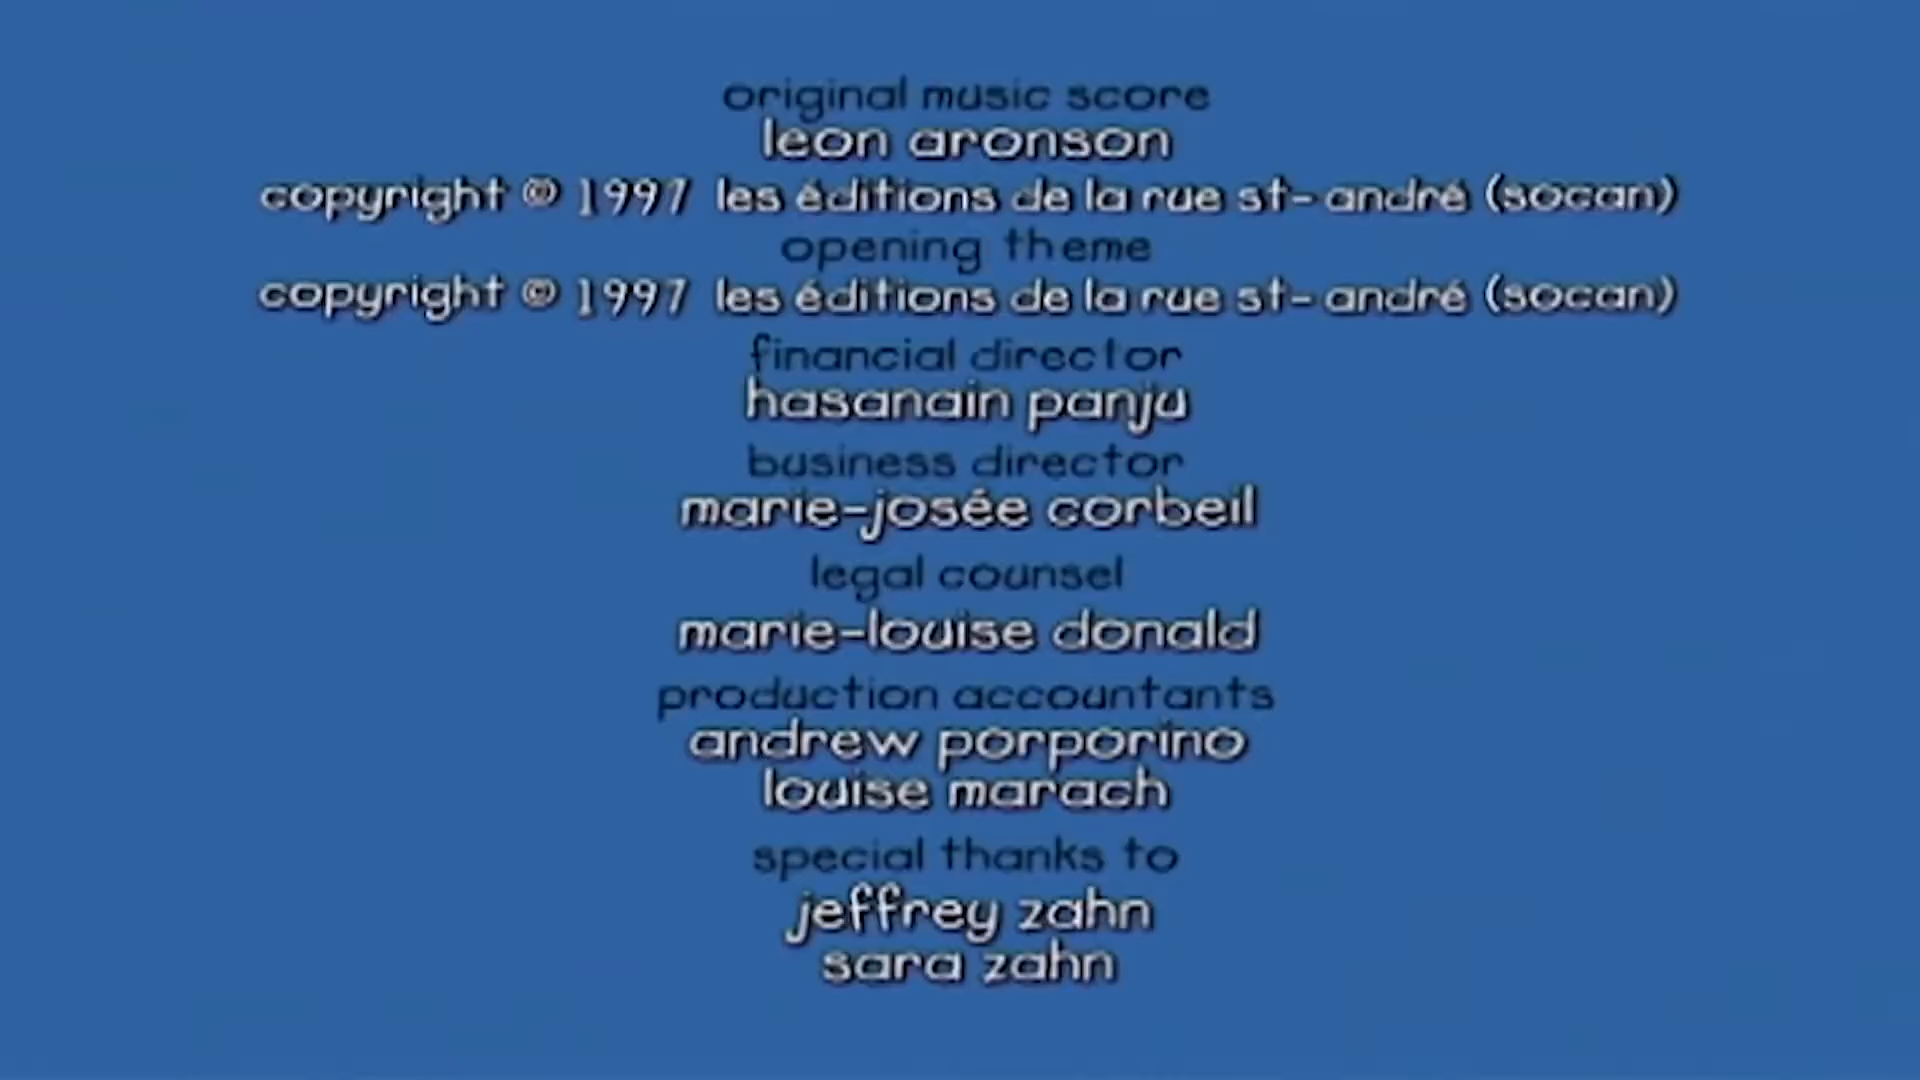 original music score
leon aronson
copyright © 1997 les éditions de la rue st-andré (socan)
opening theme
copyright © 1997 les éditions de la rue st-andré (socan)
financial director
hasanain panju
business director
marie-josée corbeil
legal counsel
marie-louise donald
production accountants
andrew porporino
louise marach
special thanks to
jeffrey zahn
sara zahn